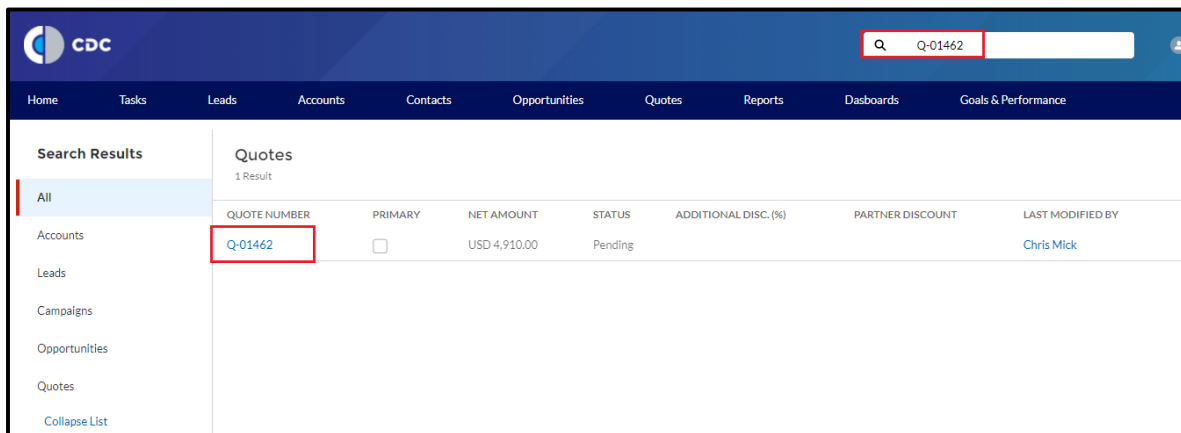 CDC
Q-01462
Home Tasks Leads Accounts Contacts Opportunities Quotes Reports Dasboards Goals & Performance
Search Results
All
Accounts
Leads
Campaigns
Opportunities
Quotes
Collapse List
Quotes
1 Result
QUOTE NUMBER PRIMARY NET AMOUNT STATUS ADDITIONAL DISC. (%) PARTNER DISCOUNT LAST MODIFIED BY
Q-01462 USD 4,910.00 Pending Chris Mick